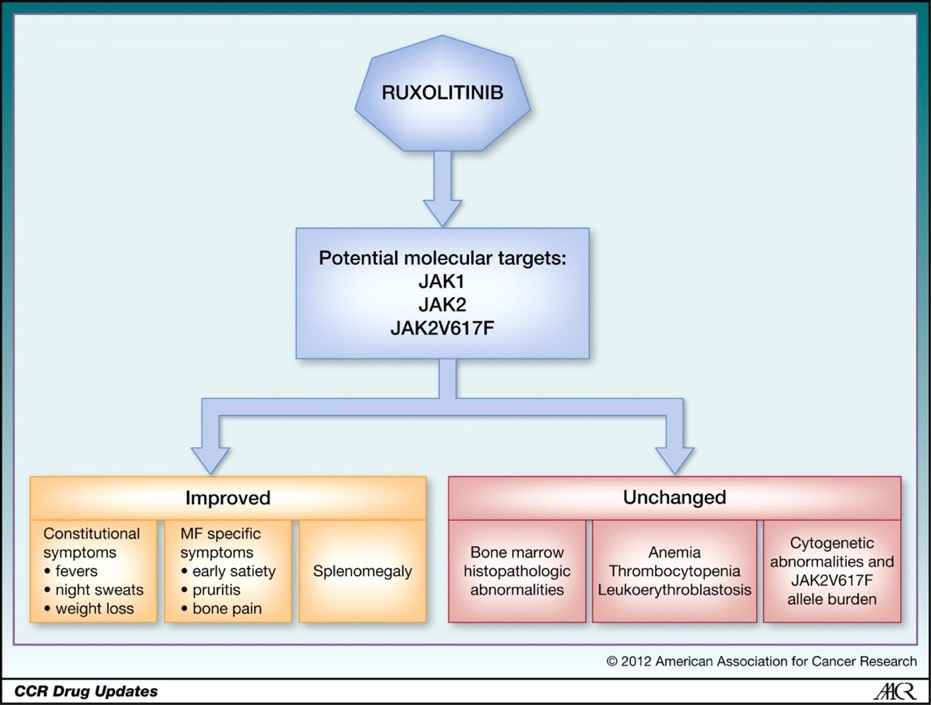 RUXOLITINIB
Potential molecular targets:
JAK1
JAK2
JAK2V617F
Improved
Constitutional
symptoms
• fevers
• night sweats
• weight loss
MF specific
symptoms
• early satiety
• pruritis
• bone pain
Splenomegaly
Unchanged
Bone marrow
histopathologic
abnormalities
Anemia
Thrombocytopenia
Leukoerythroblastosis
Cytogenetic
abnormalities and
JAK2V617F
allele burden
© 2012 American Association for Cancer Research
CCR Drug Updates
AACR